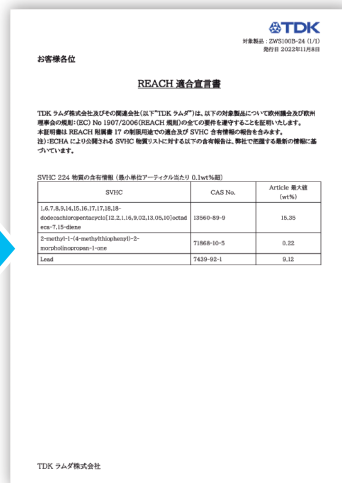 TDK
対象製品 : ZWS100B-24 (1/1)
発行日 2022年11月8日
お客様各位
REACH 適合宣言書
TDK ラムダ株式会社及びその関連会社(以下"TDK ラムダ")は、以下の対象製品について欧州議会及び欧州
理事会の規則:(EC) No 1907/2006(REACH 規則)の全ての要件を遵守することを証明いたします。
本証明書は REACH 附属書 17 の制限用途での適合及び SVHC 含有情報の報告を含みます。
注):ECHA により公開される SVHC 物質リストに対する以下の含有報告は、弊社で把握する最新の情報に基
づいています。
SVHC 224 物質の含有情報 (最小単位アーティクル当たり 0.1wt%超)
SVHC CAS No. Article 最大値
(wt%)
1,6,7,8,9,14,15,16,17,17,18,18-
dodecachloropentacyclo[12.2.1.16,9.02,13.05,10]octad
eca-7,15-diene 13560-89-9 16.35
2-methyl-1-(4-methylthiophenyl)-2-
morpholinopropan-1-one 71868-10-5 0.22
Lead 7439-92-1 9.12
TDK ラムダ株式会社